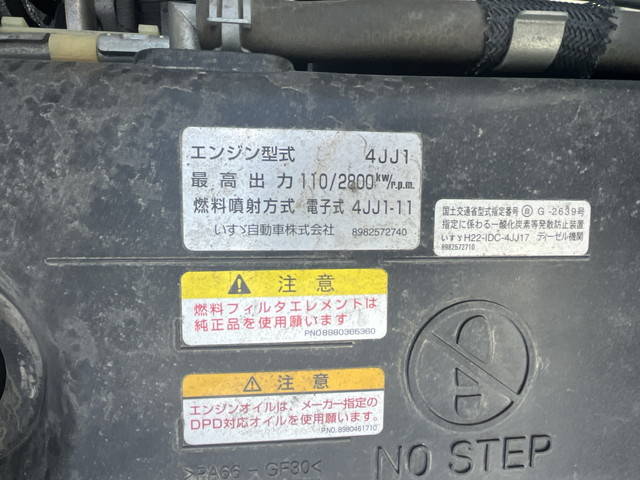 エンジン型式 4JJ1
最高出力 110/2800kW/r.p.m.
燃料噴射方式 電子式 4JJ1-11
いすゞ自動車株式会社 8982572740
国土交通省型式指定番号 Ⓡ G-2639号
指定に係わる一酸化炭素等発散防止装置
いすゞH22-IDC-4JJ17 ディーゼル機関
8982572710
注意
燃料フィルタエレメントは
純正品を使用願います
PNO8980365360
注意
エンジンオイルは、メーカー指定の
DPD対応オイルを使用願います。
PNO.8980461710
NO STEP
>PA66-GF30<